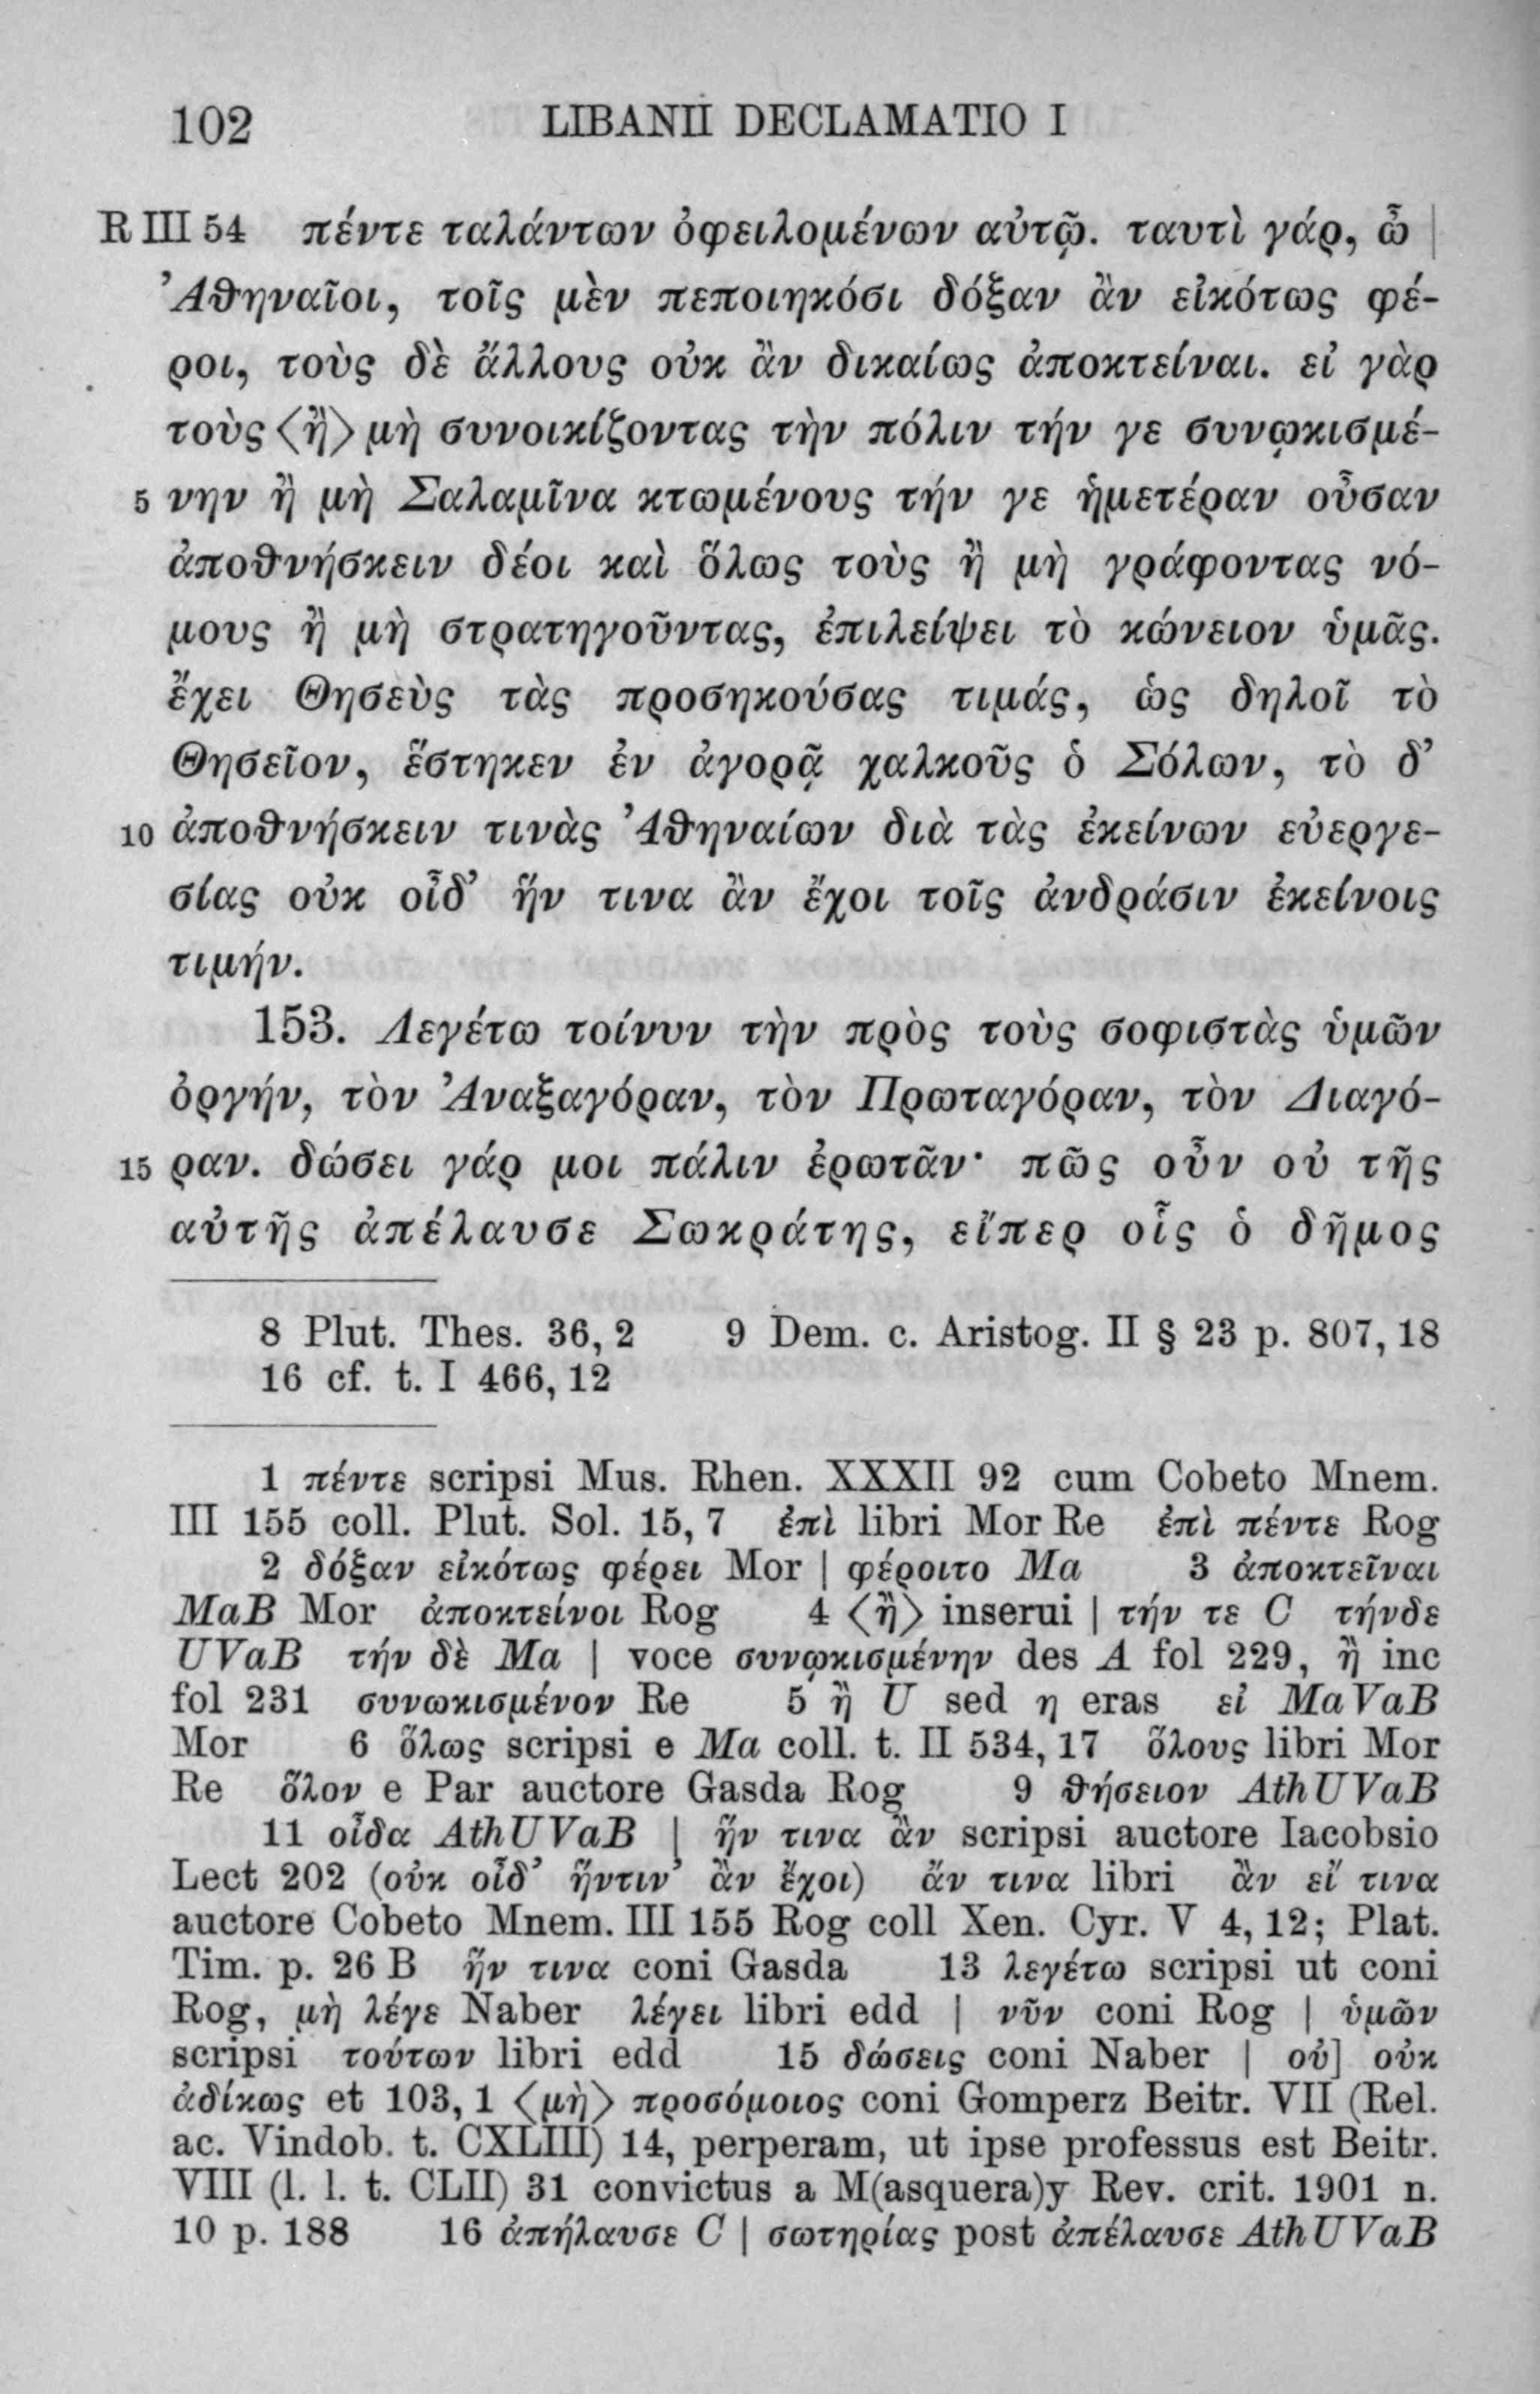 102 LIBANII DECLAMATIO I
R III 54 πέντε ταλάντων ὀφειλομένων αὐτῷ. ταυτὶ γάρ, ὦ |
Ἀθηναῖοι, τοῖς μὲν πεποιηκόσι δόξαν ἂν εἰκότως φέ-
ροι, τοὺς δὲ ἄλλους οὐκ ἂν δικαίως ἀποκτείναι. εἰ γὰρ
τοὺς ⟨ἢ⟩ μὴ συνοικίζοντας τὴν πόλιν τήν γε συνῳκισμέ-
5 νην ἢ μὴ Σαλαμῖνα κτωμένους τήν γε ἡμετέραν οὖσαν
ἀποθνήσκειν δέοι καὶ ὅλως τοὺς ἢ μὴ γράφοντας νό-
μους ἢ μὴ στρατηγοῦντας, ἐπιλείψει τὸ κώνειον ὑμᾶς.
ἔχει Θησεὺς τὰς προσηκούσας τιμάς, ὡς δηλοῖ τὸ
Θησεῖον, ἕστηκεν ἐν ἀγορᾷ χαλκοῦς ὁ Σόλων, τὸ δ’
10 ἀποθνήσκειν τινὰς Ἀθηναίων διὰ τὰς ἐκείνων εὐεργε-
σίας οὐκ οἶδ’ ἥν τινα ἂν ἔχοι τοῖς ἀνδράσιν ἐκείνοις
τιμήν.
153. Λεγέτω τοίνυν τὴν πρὸς τοὺς σοφιστὰς ὑμῶν
ὀργήν, τὸν Ἀναξαγόραν, τὸν Πρωταγόραν, τὸν Διαγό-
15 ραν. δώσει γάρ μοι πάλιν ἐρωτᾶν· πῶς οὖν οὐ τῆς
αὐτῆς ἀπέλαυσε Σωκράτης, εἴπερ οἷς ὁ δῆμος
8 Plut. Thes. 36, 2 9 Dem. c. Aristog. II § 23 p. 807, 18
16 cf. t. I 466, 12
1 πέντε scripsi Mus. Rhen. XXXII 92 cum Cobeto Mnem.
III 155 coll. Plut. Sol. 15, 7 ἐπὶ libri Mor Re ἐπὶ πέντε Rog
2 δόξαν εἰκότως φέρει Mor | φέροιτο Ma 3 ἀποκτεῖναι
MaB Mor ἀποκτείνοι Rog 4 ⟨ἢ⟩ inserui | τήν τε C τήνδε
UVaB τήν δὲ Ma | voce συνῳκισμένην des A fol 229, ἢ inc
fol 231 συνωκισμένον Re 5 ἢ U sed η eras εἰ MaVaB
Mor 6 ὅλως scripsi e Ma coll. t. II 534, 17 ὅλους libri Mor
Re ὅλον e Par auctore Gasda Rog 9 θήσειον AthUVaB
11 οἶδα AthUVaB | ἥν τινα ἂν scripsi auctore Iacobsio
Lect 202 (οὐκ οἶδ’ ἥντιν’ ἂν ἔχοι) ἄν τινα libri ἂν εἴ τινα
auctore Cobeto Mnem. III 155 Rog coll Xen. Cyr. V 4, 12; Plat.
Tim. p. 26 B ἥν τινα coni Gasda 13 λεγέτω scripsi ut coni
Rog, μὴ λέγε Naber λέγει libri edd | νῦν coni Rog | ὑμῶν
scripsi τούτων libri edd 15 δώσεις coni Naber | οὐ] οὐκ
ἀδίκως et 103, 1 ⟨μὴ⟩ προσόμοιος coni Gomperz Beitr. VII (Rel.
ac. Vindob. t. CXLIII) 14, perperam, ut ipse professus est Beitr.
VIII (l. l. t. CLII) 31 convictus a M(asquera)y Rev. crit. 1901 n.
10 p. 188 16 ἀπήλαυσε C | σωτηρίας post ἀπέλαυσε AthUVaB